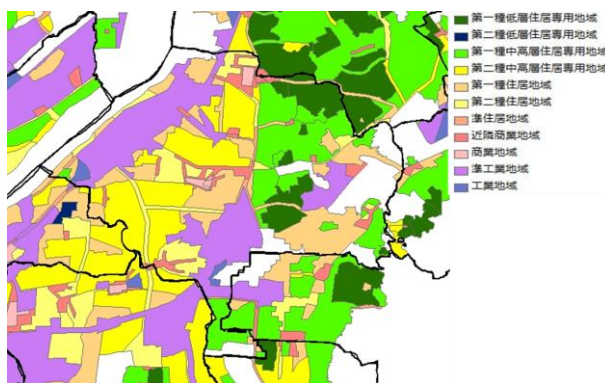 第一種低層住居専用地域
第二種低層住居専用地域
第一種中高層住居専用地域
第二種中高層住居専用地域
第一種住居地域
第二種住居地域
準住居地域
近隣商業地域
商業地域
準工業地域
工業地域